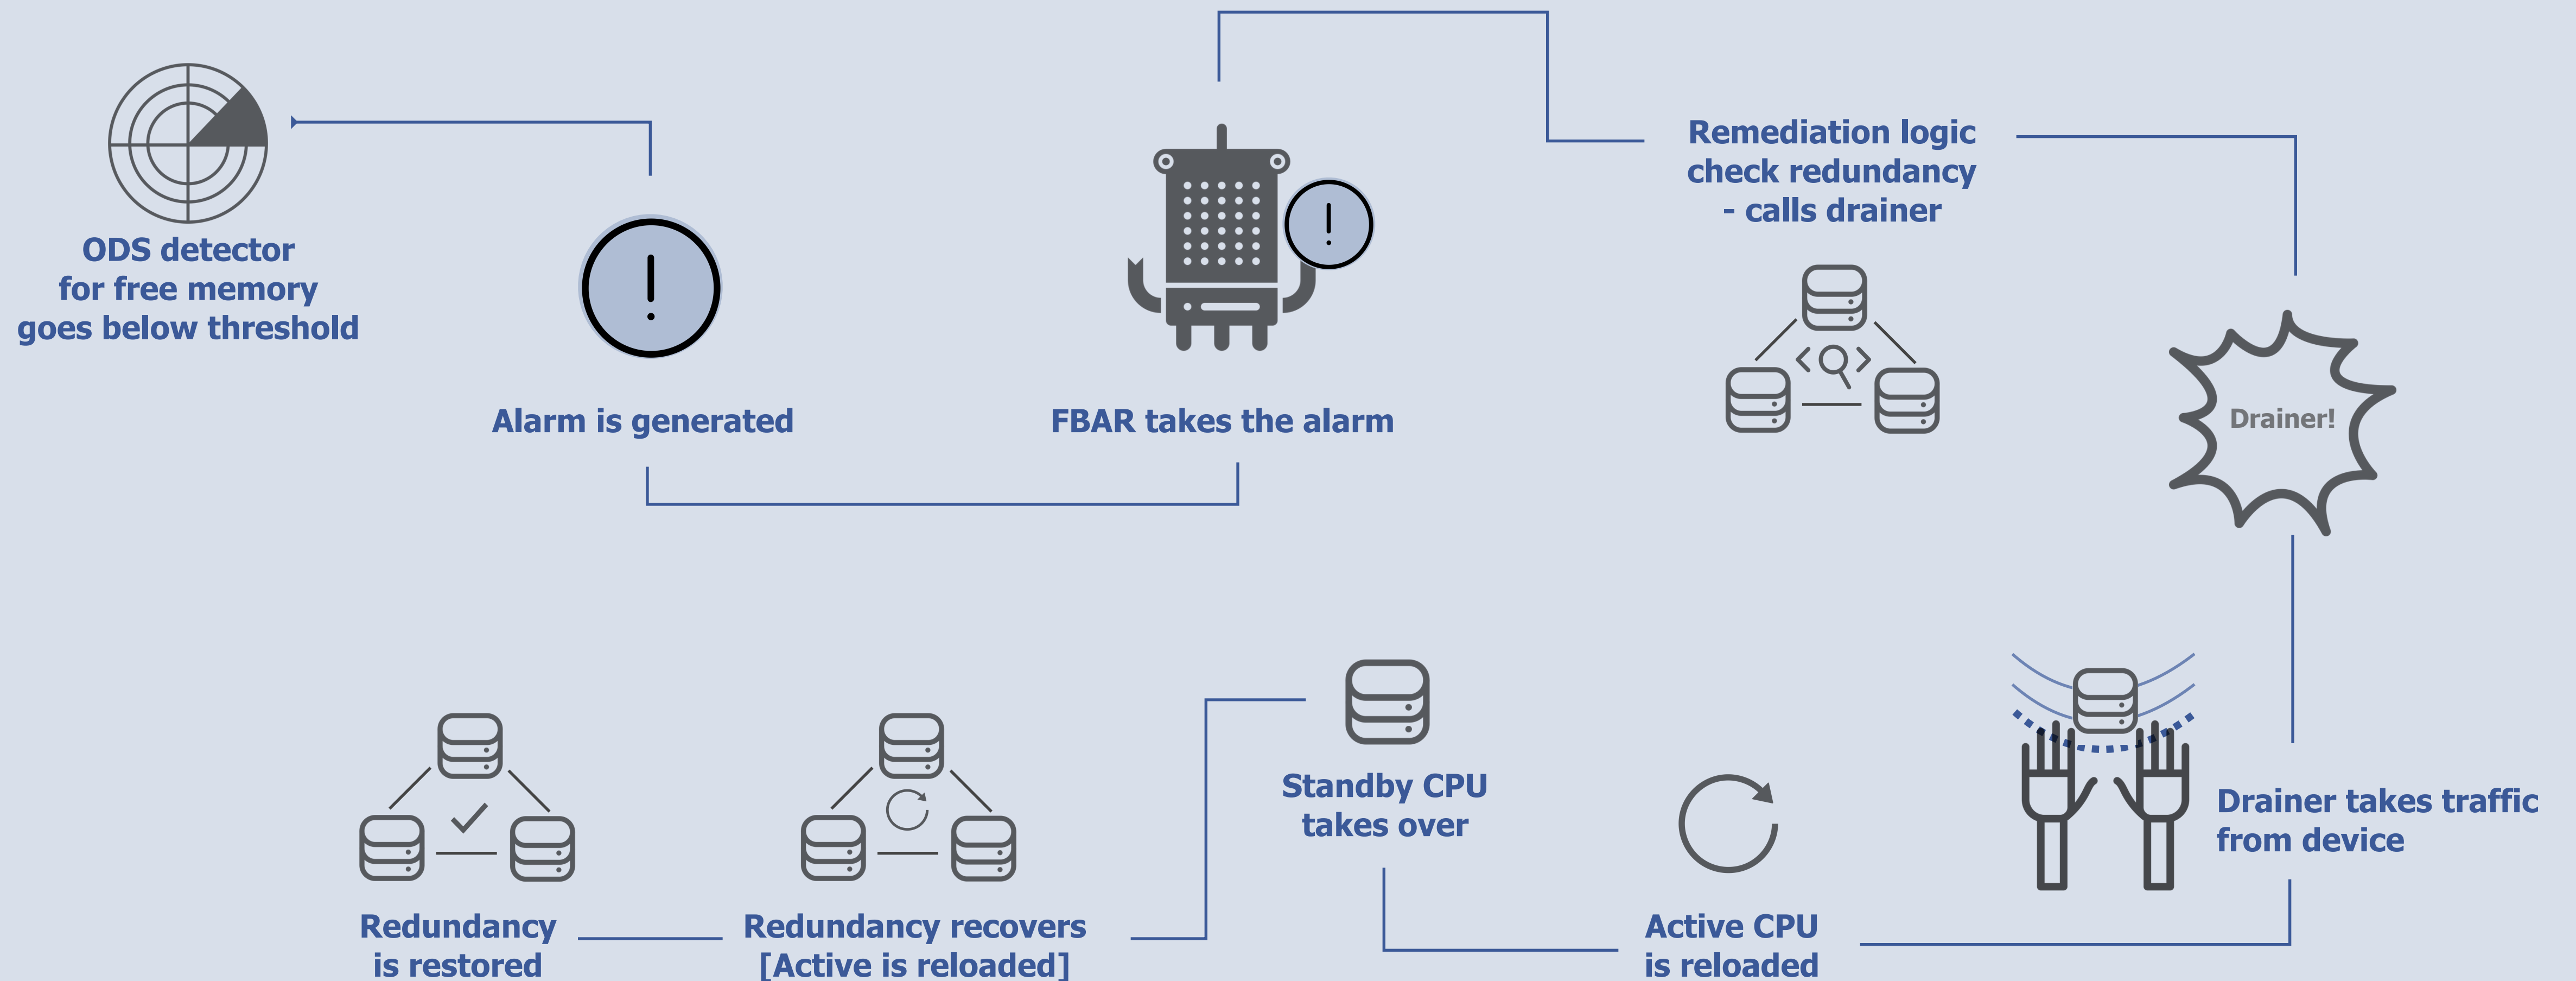 ODS detector
for free memory
goes below threshold
!
Alarm is generated
!
FBAR takes the alarm
Remediation logic
check redundancy
- calls drainer
Drainer!
Drainer takes traffic
from device
Active CPU
is reloaded
Standby CPU
takes over
Redundancy recovers
[Active is reloaded]
Redundancy
is restored